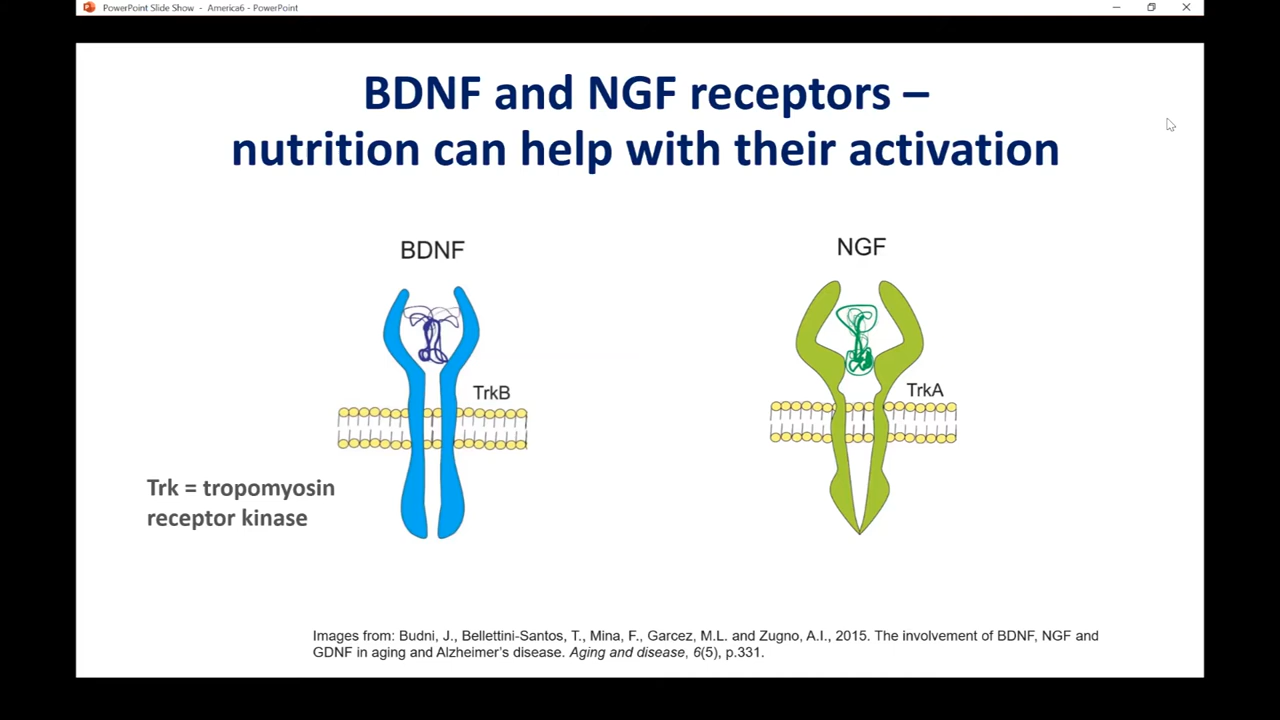 PowerPoint Slide Show - America6 - PowerPoint
BDNF and NGF receptors –
nutrition can help with their activation
BDNF
NGF
TrkB
TrkA
Trk = tropomyosin
receptor kinase
Images from: Budni, J., Bellettini-Santos, T., Mina, F., Garcez, M.L. and Zugno, A.I., 2015. The involvement of BDNF, NGF and
GDNF in aging and Alzheimer’s disease. Aging and disease, 6(5), p.331.